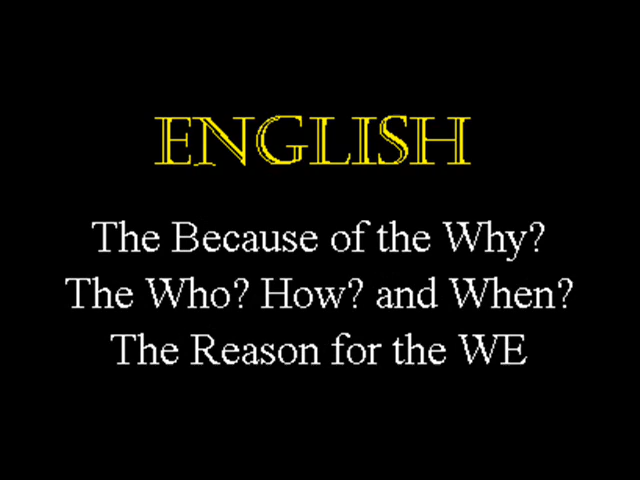 ENGLISH
The Because of the Why?
The Who? How? and When?
The Reason for the WE